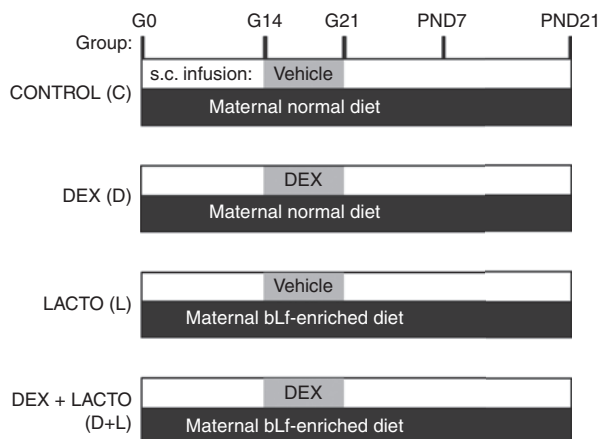 G0 G14 G21 PND7 PND21
Group:
s.c. infusion: Vehicle
CONTROL (C)
Maternal normal diet
DEX
DEX (D)
Maternal normal diet
Vehicle
LACTO (L)
Maternal bLf-enriched diet
DEX
DEX + LACTO
(D+L)
Maternal bLf-enriched diet